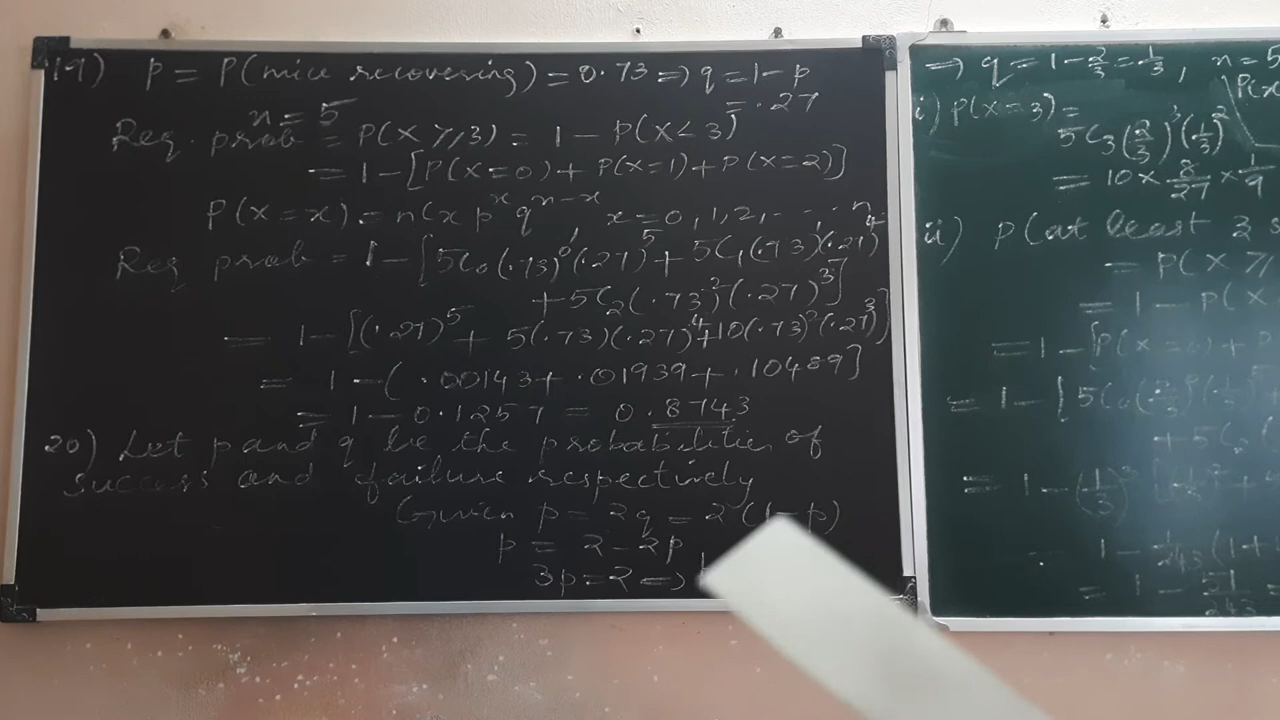 19) p = P(mice recovering) = 0.73 => q = 1 - p
n = 5
= .27
Req. prob = P(X ≥ 3) = 1 - P(X < 3)
= 1 - [P(X=0) + P(X=1) + P(X=2)]
P(X = x) = nCx p^x q^n-x x = 0, 1, 2, - - - n
Req prob = 1 - [5C0 (.73)^0 (.27)^5 + 5C1 (.73)^1 (.27)^4
+ 5C2 (.73)^2 (.27)^3]
= 1 - [(.27)^5 + 5(.73)(.27)^4 + 10(.73)^2 (.27)^3]
= 1 - (.00143 + .01939 + .10489]
= 1 - 0.1257 = 0.8743
20) Let p and q be the probabilities of
success and failure respectively
Given p = 2q = 2(1 - p)
p = 2 - 2p
3p = 2 =>
=> q = 1 - 2/3 = 1/3, n = 5
P(X
i) P(X = 3) =
5C3 (2/3)^3 (1/3)^2
= 10 × 8/27 × 1/9
ii) P(at least 3
= P(X ≥
= 1 - P(X
= 1 - [P(X = 0) + P
= 1 - [5C0
+ 5C2
= 1 - (1/3)^3
= 1 - 1/243 (1 +
= 1 - 51/243 =